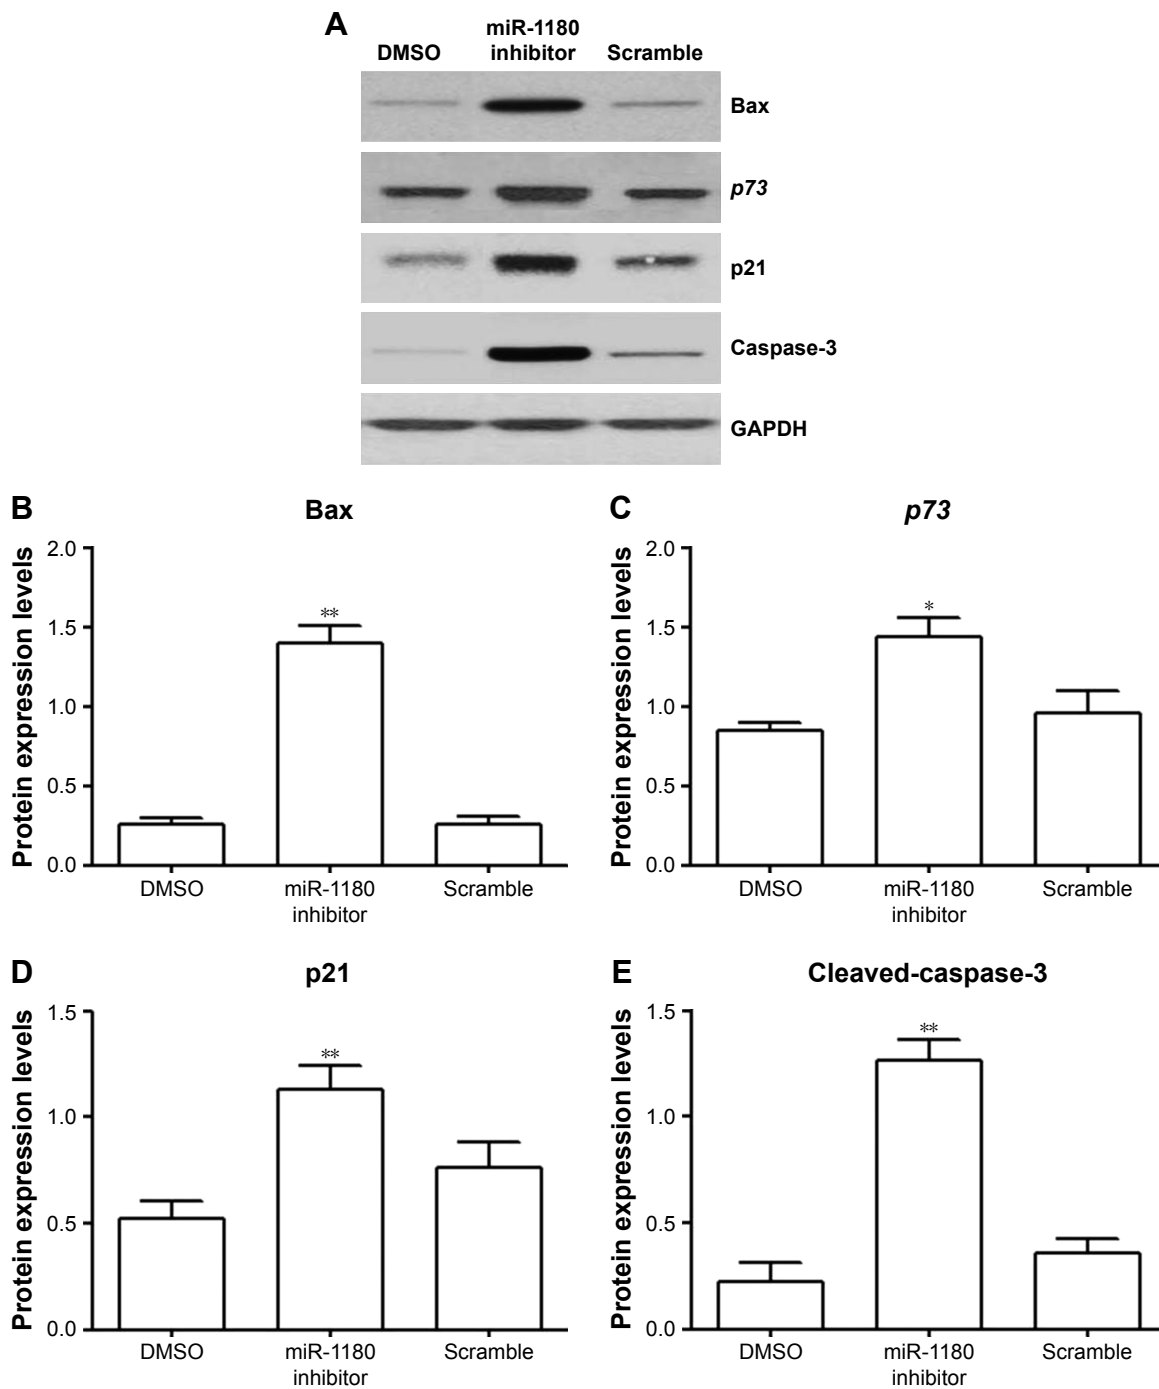 A
DMSO
miR-1180
inhibitor
Scramble
Bax
p73
p21
Caspase-3
GAPDH
B
Bax
Protein expression levels
2.0
1.5
1.0
0.5
0.0
**
DMSO
miR-1180
inhibitor
Scramble
C
p73
Protein expression levels
2.0
1.5
1.0
0.5
0.0
*
DMSO
miR-1180
inhibitor
Scramble
D
p21
Protein expression levels
1.5
1.0
0.5
0.0
**
DMSO
miR-1180
inhibitor
Scramble
E
Cleaved-caspase-3
Protein expression levels
1.5
1.0
0.5
0.0
**
DMSO
miR-1180
inhibitor
Scramble